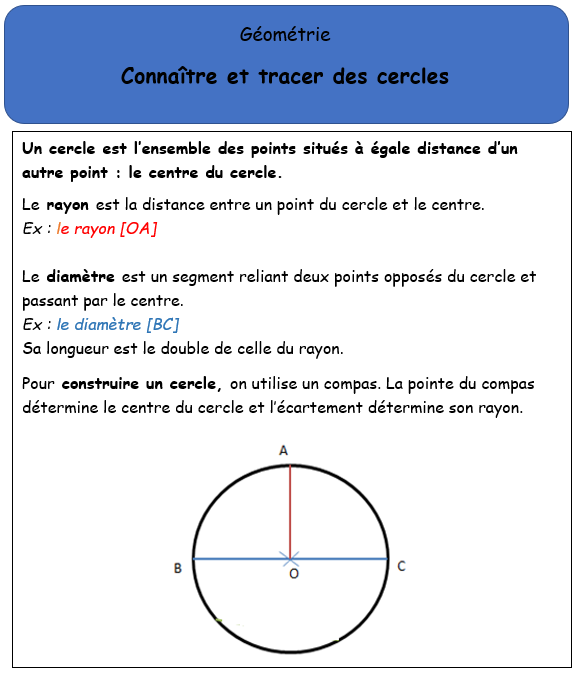 Géométrie
Connaître et tracer des cercles
Un cercle est l’ensemble des points situés à égale distance d’un
autre point : le centre du cercle.
Le rayon est la distance entre un point du cercle et le centre.
Ex : le rayon [OA]
Le diamètre est un segment reliant deux points opposés du cercle et
passant par le centre.
Ex : le diamètre [BC]
Sa longueur est le double de celle du rayon.
Pour construire un cercle, on utilise un compas. La pointe du compas
détermine le centre du cercle et l’écartement détermine son rayon.
A
B
C
O